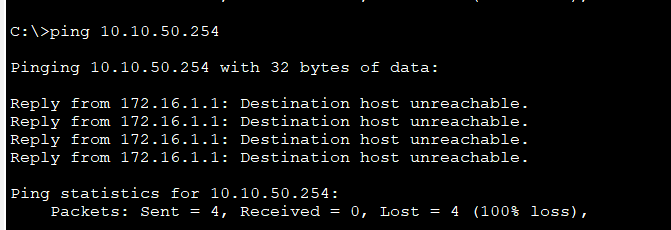 C:\>ping 10.10.50.254
Pinging 10.10.50.254 with 32 bytes of data:
Reply from 172.16.1.1: Destination host unreachable.
Reply from 172.16.1.1: Destination host unreachable.
Reply from 172.16.1.1: Destination host unreachable.
Reply from 172.16.1.1: Destination host unreachable.
Ping statistics for 10.10.50.254:
    Packets: Sent = 4, Received = 0, Lost = 4 (100% loss),